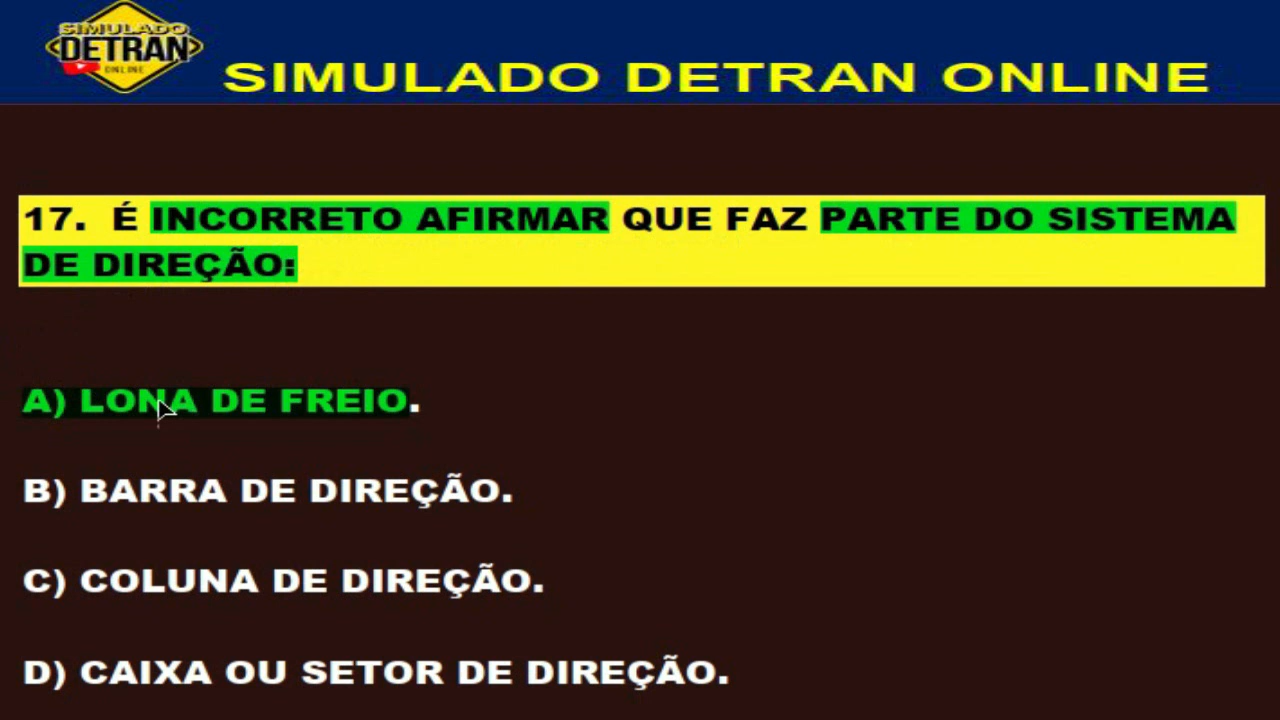 SIMULADO
DETRAN
ONLINE
SIMULADO DETRAN ONLINE
17. É INCORRETO AFIRMAR QUE FAZ PARTE DO SISTEMA
DE DIREÇÃO:
A) LONA DE FREIO.
B) BARRA DE DIREÇÃO.
C) COLUNA DE DIREÇÃO.
D) CAIXA OU SETOR DE DIREÇÃO.